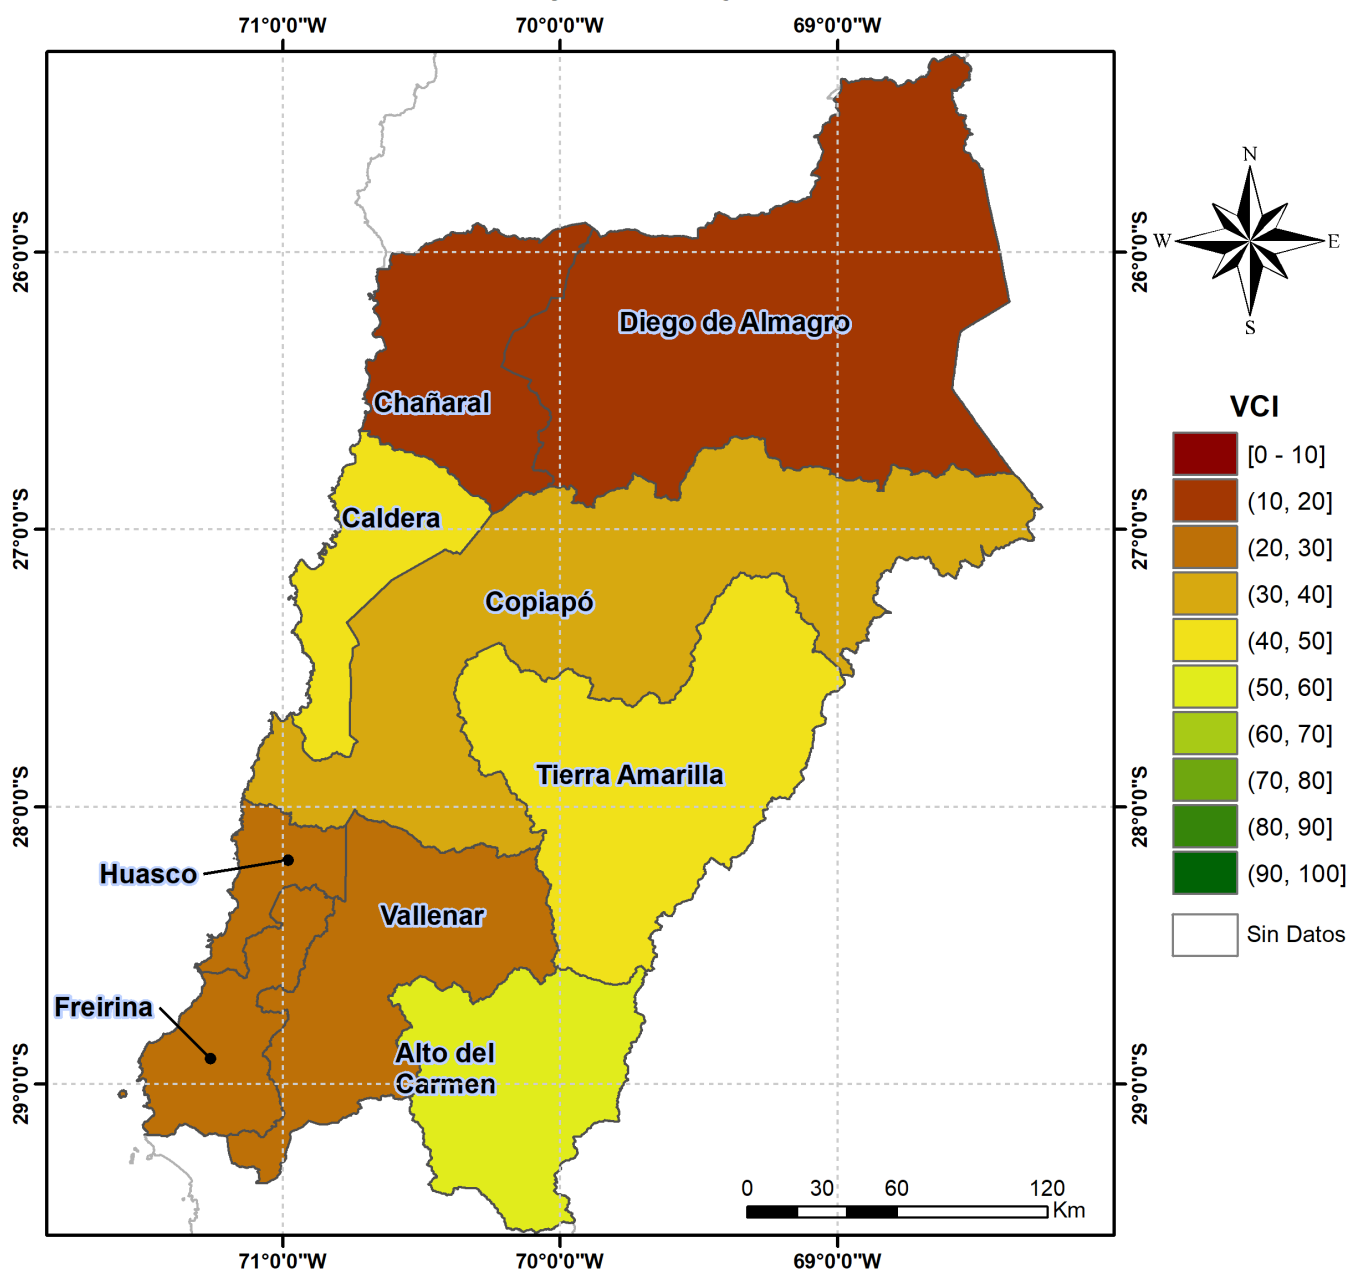 71°0'0"W 70°0'0"W 69°0'0"W
26°0'0"S
27°0'0"S
28°0'0"S
29°0'0"S
Diego de Almagro
Chañaral
Caldera
Copiapó
Tierra Amarilla
Huasco
Vallenar
Freirina
Alto del
Carmen
26°0'0"S
27°0'0"S
28°0'0"S
29°0'0"S
N
W E
S
VCI
[0 - 10]
(10, 20]
(20, 30]
(30, 40]
(40, 50]
(50, 60]
(60, 70]
(70, 80]
(80, 90]
(90, 100]
Sin Datos
0 30 60 120
Km
71°0'0"W 70°0'0"W 69°0'0"W